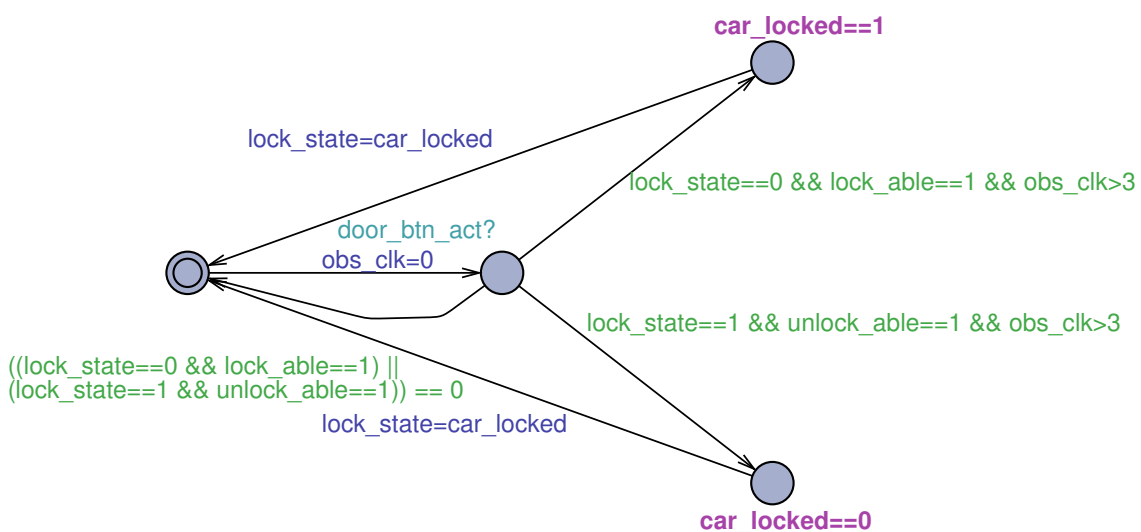 car_locked==1
lock_state=car_locked
lock_state==0 && lock_able==1 && obs_clk>3
door_btn_act?
obs_clk=0
lock_state==1 && unlock_able==1 && obs_clk>3
((lock_state==0 && lock_able==1) ||
(lock_state==1 && unlock_able==1)) == 0
lock_state=car_locked
car_locked==0